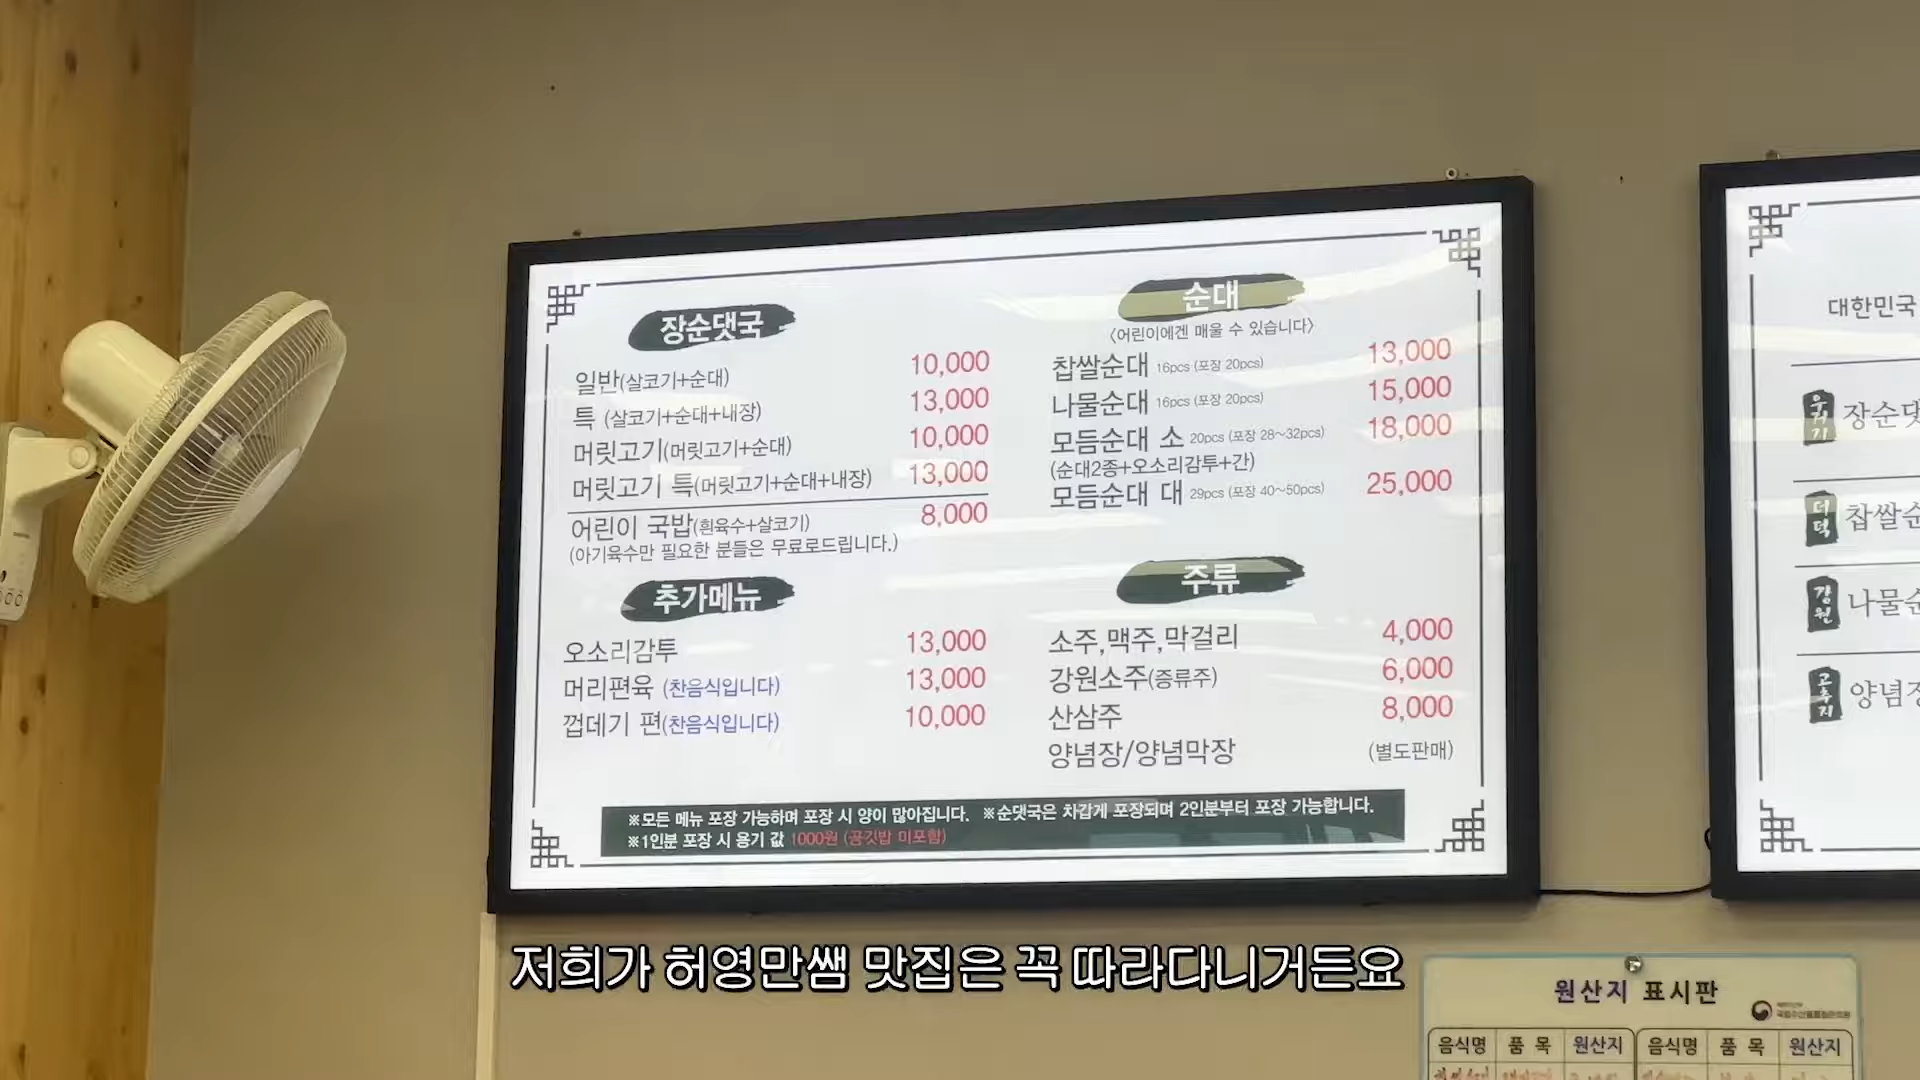 장순댓국
일반(살코기+순대) 10,000
특 (살코기+순대+내장) 13,000
머릿고기(머릿고기+순대) 10,000
머릿고기 특(머릿고기+순대+내장) 13,000
어린이 국밥(흰육수+살코기) 8,000
(아기육수만 필요한 분들은 무료로드립니다.)
추가메뉴
오소리감투 13,000
머리편육 (찬음식입니다) 13,000
껍데기 편(찬음식입니다) 10,000
순대
<어린이에겐 매울 수 있습니다>
찹쌀순대 16pcs (포장 20pcs) 13,000
나물순대 16pcs (포장 20pcs) 15,000
모듬순대 소 20pcs (포장 28~32pcs) 18,000
(순대2종+오소리감투+간)
모듬순대 대 29pcs (포장 40~50pcs) 25,000
주류
소주,맥주,막걸리 4,000
강원소주(증류주) 6,000
산삼주 8,000
양념장/양념막장 (별도판매)
※모든 메뉴 포장 가능하며 포장 시 양이 많아집니다. ※순댓국은 차갑게 포장되며 2인분부터 포장 가능합니다.
※1인분 포장 시 용기 값 1000원 (공깃밥 미포함)
대한민국
장순댓
더덕 찹쌀순
강원 나물순
고추지 양념장
저희가 허영만쌤 맛집은 꼭 따라다니거든요
원산지 표시판
음식명 품 목 원산지 음식명 품 목 원산지